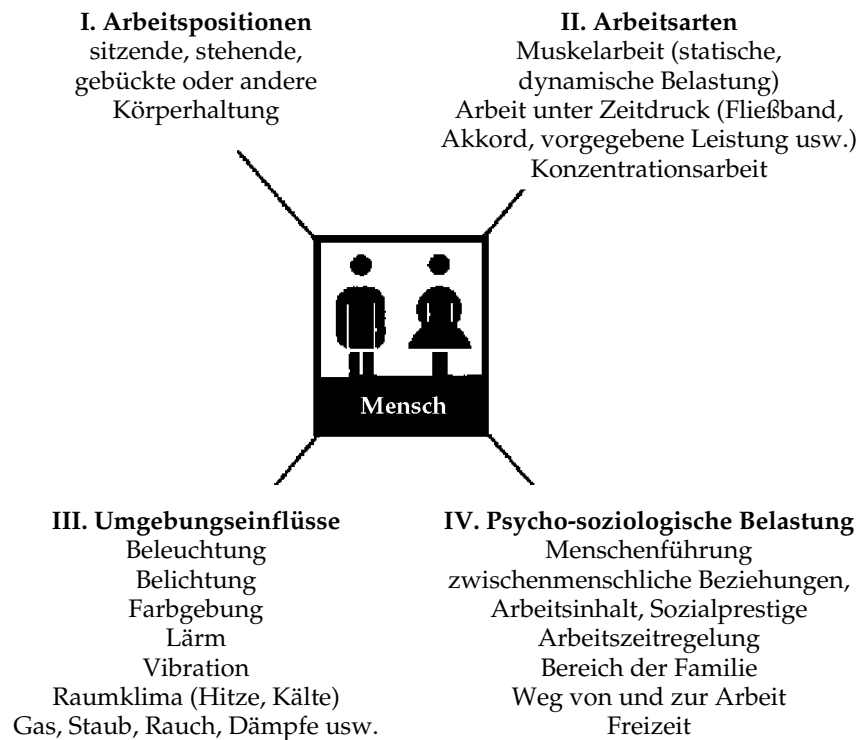 I. Arbeitspositionen
sitzende, stehende,
gebückte oder andere
Körperhaltung
II. Arbeitsarten
Muskelarbeit (statische,
dynamische Belastung)
Arbeit unter Zeitdruck (Fließband,
Akkord, vorgegebene Leistung usw.)
Konzentrationsarbeit
Mensch
III. Umgebungseinflüsse
Beleuchtung
Belichtung
Farbgebung
Lärm
Vibration
Raumklima (Hitze, Kälte)
Gas, Staub, Rauch, Dämpfe usw.
IV. Psycho-soziologische Belastung
Menschenführung
zwischenmenschliche Beziehungen,
Arbeitsinhalt, Sozialprestige
Arbeitszeitregelung
Bereich der Familie
Weg von und zur Arbeit
Freizeit